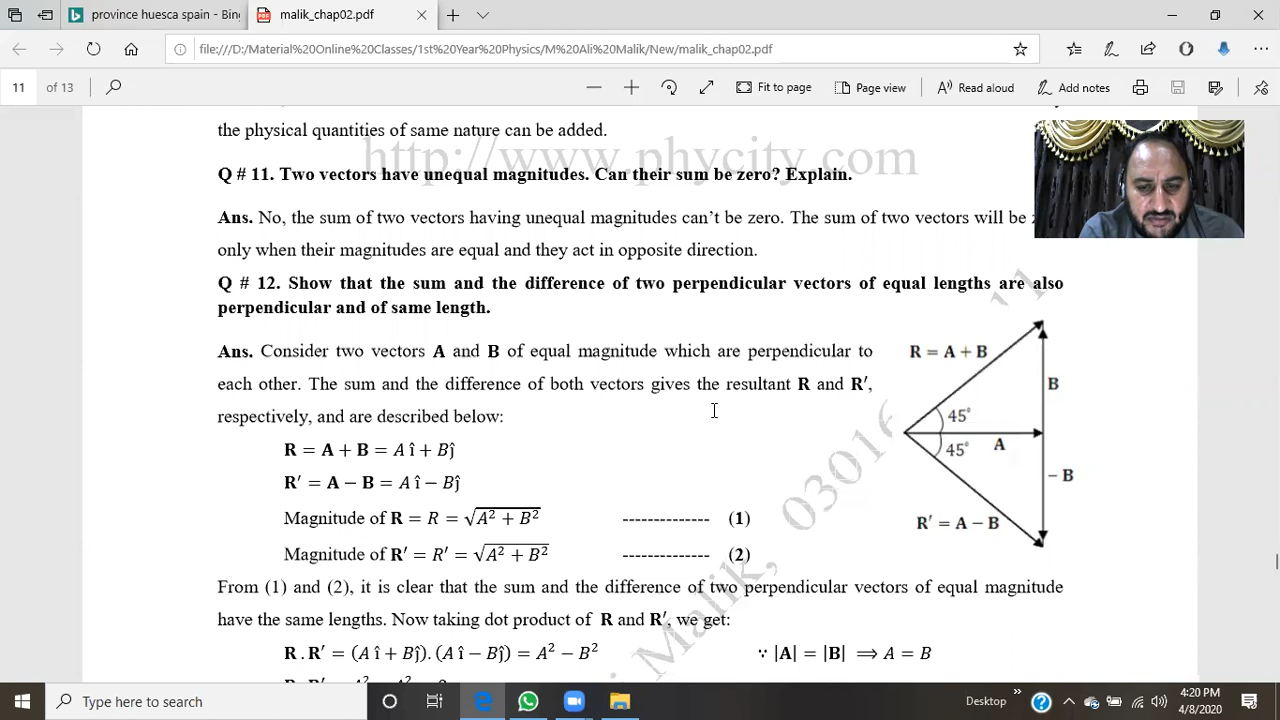 province huesca spain - Bin
malik_chap02.pdf
file:///D:/Material%20Online%20Classes/1st%20Year%20Physics/M%20Ali%20Malik/New/malik_chap02.pdf
11 of 13
Fit to page
Page view
Read aloud
Add notes
the physical quantities of same nature can be added.
http://www.phycity.com
Q # 11. Two vectors have unequal magnitudes. Can their sum be zero? Explain.
Ans. No, the sum of two vectors having unequal magnitudes can't be zero. The sum of two vectors will be
only when their magnitudes are equal and they act in opposite direction.
Q # 12. Show that the sum and the difference of two perpendicular vectors of equal lengths are also
perpendicular and of same length.
Ans. Consider two vectors A and B of equal magnitude which are perpendicular to
each other. The sum and the difference of both vectors gives the resultant R and R′,
respectively, and are described below:
R = A + B = A î + Bĵ
R′ = A − B = A î − Bĵ
Magnitude of R = R = √A² + B² -------------- (1)
Magnitude of R′ = R′ = √A² + B² -------------- (2)
R = A + B
B
45°
45°
A
− B
R′ = A − B
Malik, 03016
11
From (1) and (2), it is clear that the sum and the difference of two perpendicular vectors of equal magnitude
have the same lengths. Now taking dot product of R and R′, we get:
R . R′ = (A î + Bĵ). (A î − Bĵ) = A² − B² ∵ |A| = |B| ⟹ A = B
Type here to search
Desktop
4:20 PM
4/8/2020